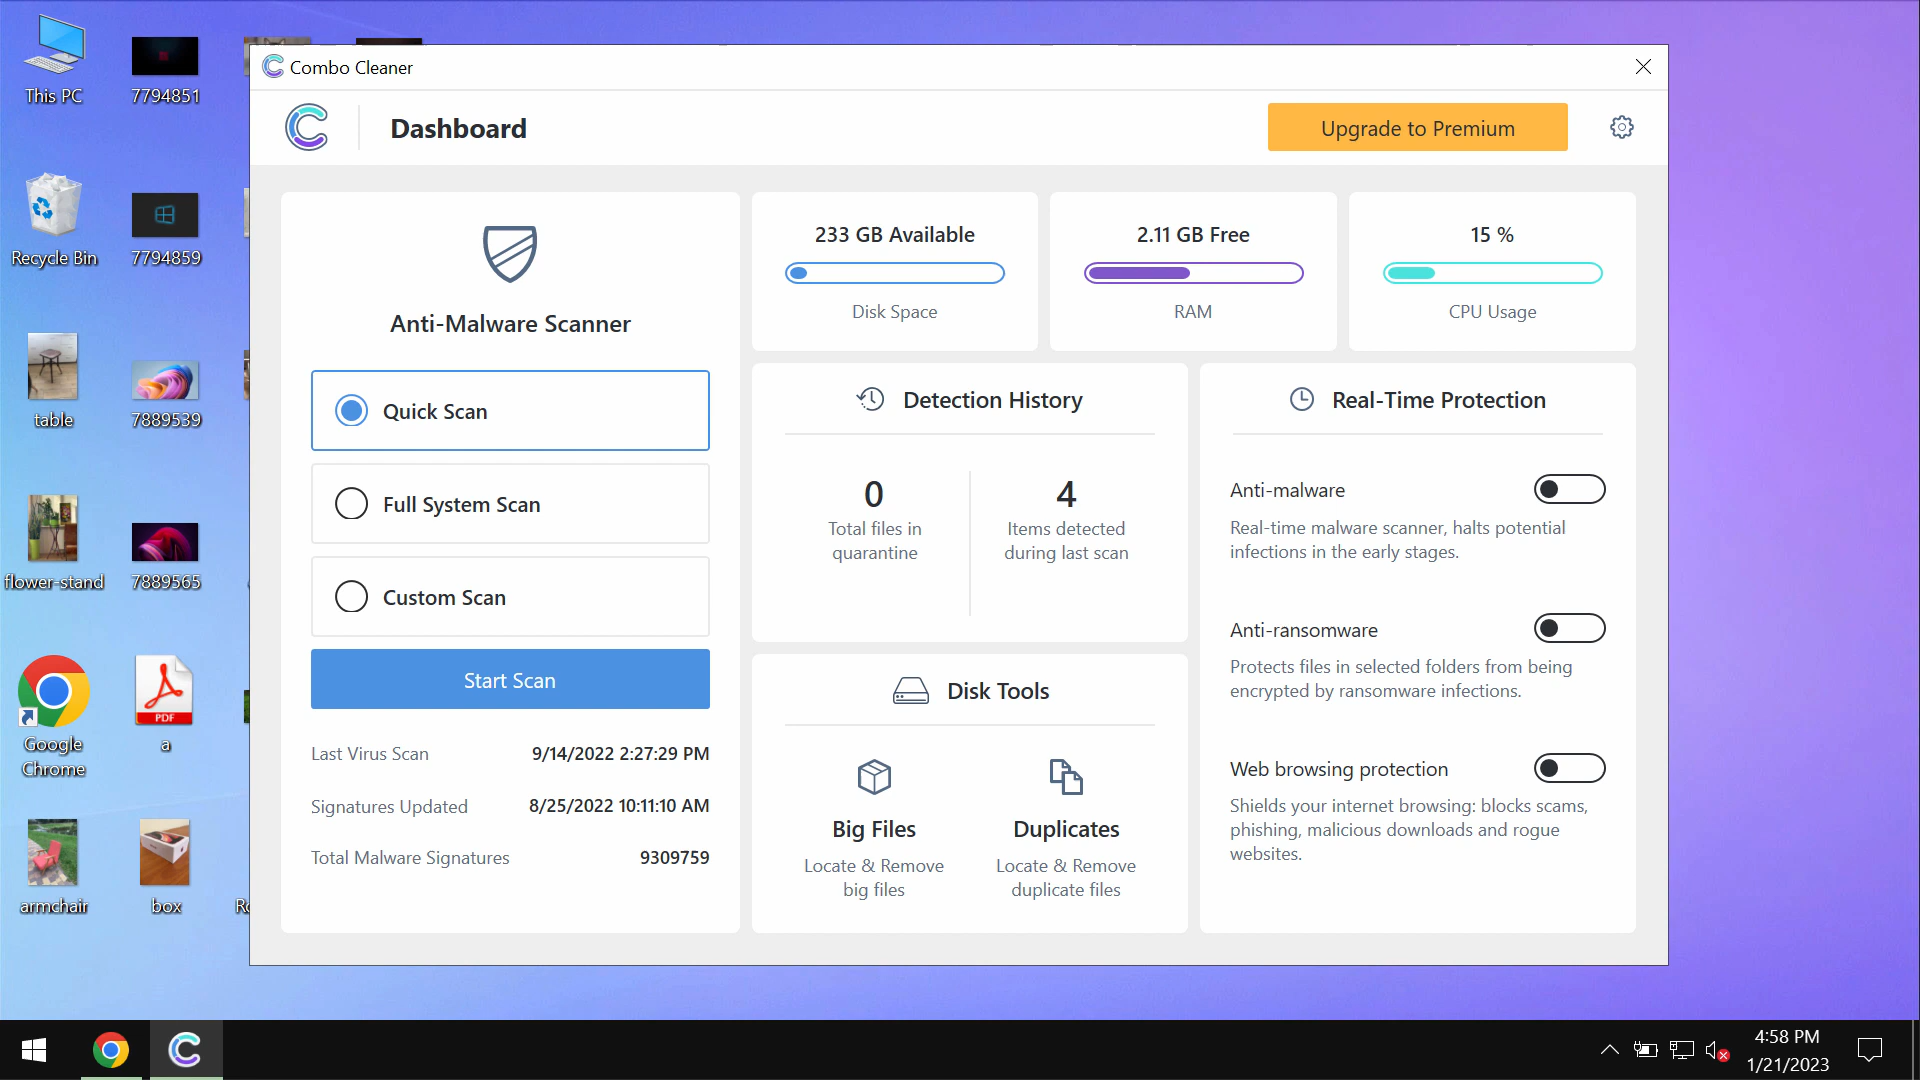 This PC
7794851
Recycle Bin
7794859
table
7889539
flower-stand
7889565
Google
Chrome
PDF
a
armchair
box
Combo Cleaner
Dashboard
Upgrade to Premium
Anti-Malware Scanner
Quick Scan
Full System Scan
Custom Scan
Start Scan
Last Virus Scan 9/14/2022 2:27:29 PM
Signatures Updated 8/25/2022 10:11:10 AM
Total Malware Signatures 9309759
233 GB Available
Disk Space
2.11 GB Free
RAM
15 %
CPU Usage
Detection History
0
Total files in
quarantine
4
Items detected
during last scan
Disk Tools
Big Files
Locate & Remove
big files
Duplicates
Locate & Remove
duplicate files
Real-Time Protection
Anti-malware
Real-time malware scanner, halts potential
infections in the early stages.
Anti-ransomware
Protects files in selected folders from being
encrypted by ransomware infections.
Web browsing protection
Shields your internet browsing: blocks scams,
phishing, malicious downloads and rogue
websites.
4:58 PM
1/21/2023